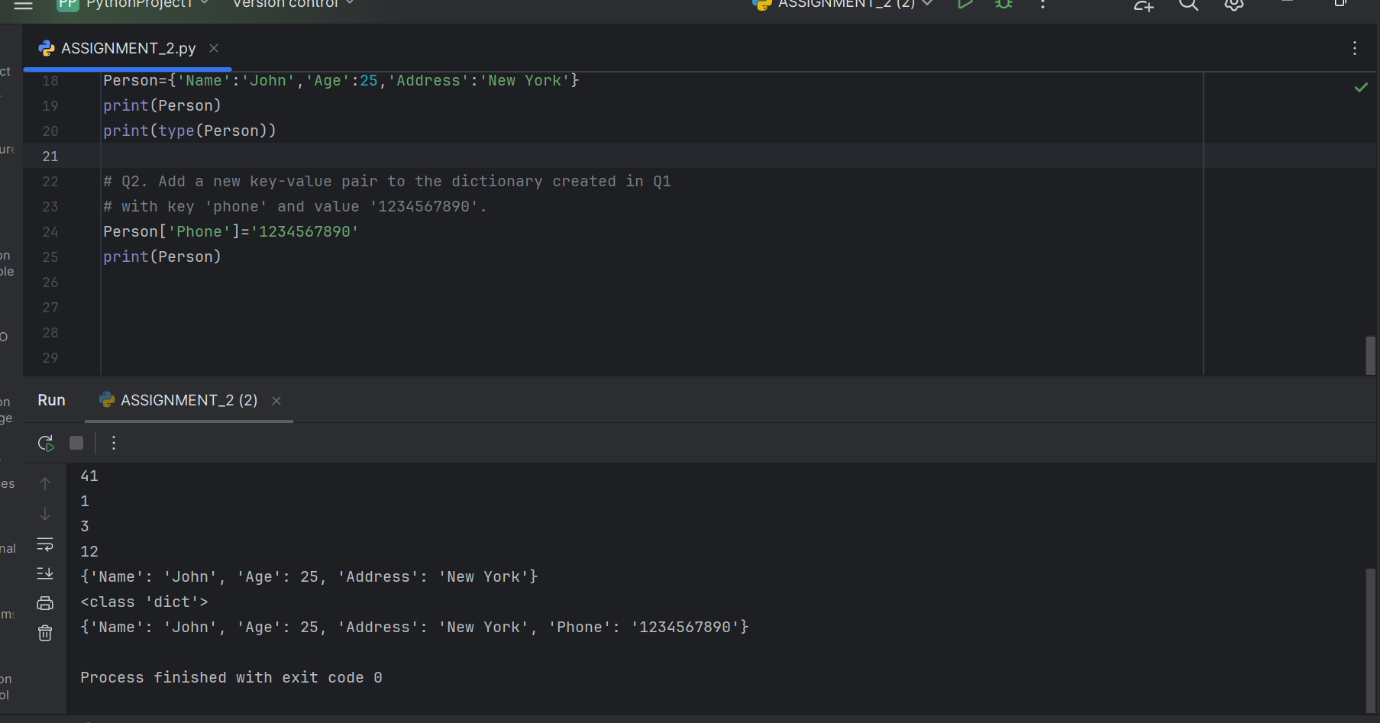 PP PythonProject1 Version control ASSIGNMENT_2 (2)
ASSIGNMENT_2.py
18 Person={'Name':'John','Age':25,'Address':'New York'}
19 print(Person)
20 print(type(Person))
21
22 # Q2. Add a new key-value pair to the dictionary created in Q1
23 # with key 'phone' and value '1234567890'.
24 Person['Phone']='1234567890'
25 print(Person)
26
27
28
29
Run ASSIGNMENT_2 (2)
41
1
3
12
{'Name': 'John', 'Age': 25, 'Address': 'New York'}
<class 'dict'>
{'Name': 'John', 'Age': 25, 'Address': 'New York', 'Phone': '1234567890'}
Process finished with exit code 0